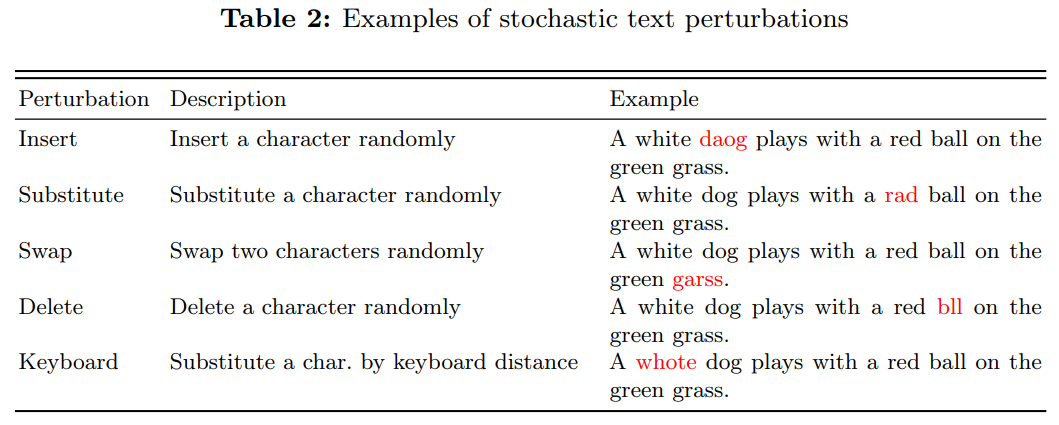 Table 2: Examples of stochastic text perturbations
Perturbation Description Example
Insert Insert a character randomly A white daog plays with a red ball on the
green grass.
Substitute Substitute a character randomly A white dog plays with a rad ball on the
green grass.
Swap Swap two characters randomly A white dog plays with a red ball on the
green garss.
Delete Delete a character randomly A white dog plays with a red bll on the
green grass.
Keyboard Substitute a char. by keyboard distance A whote dog plays with a red ball on the
green grass.